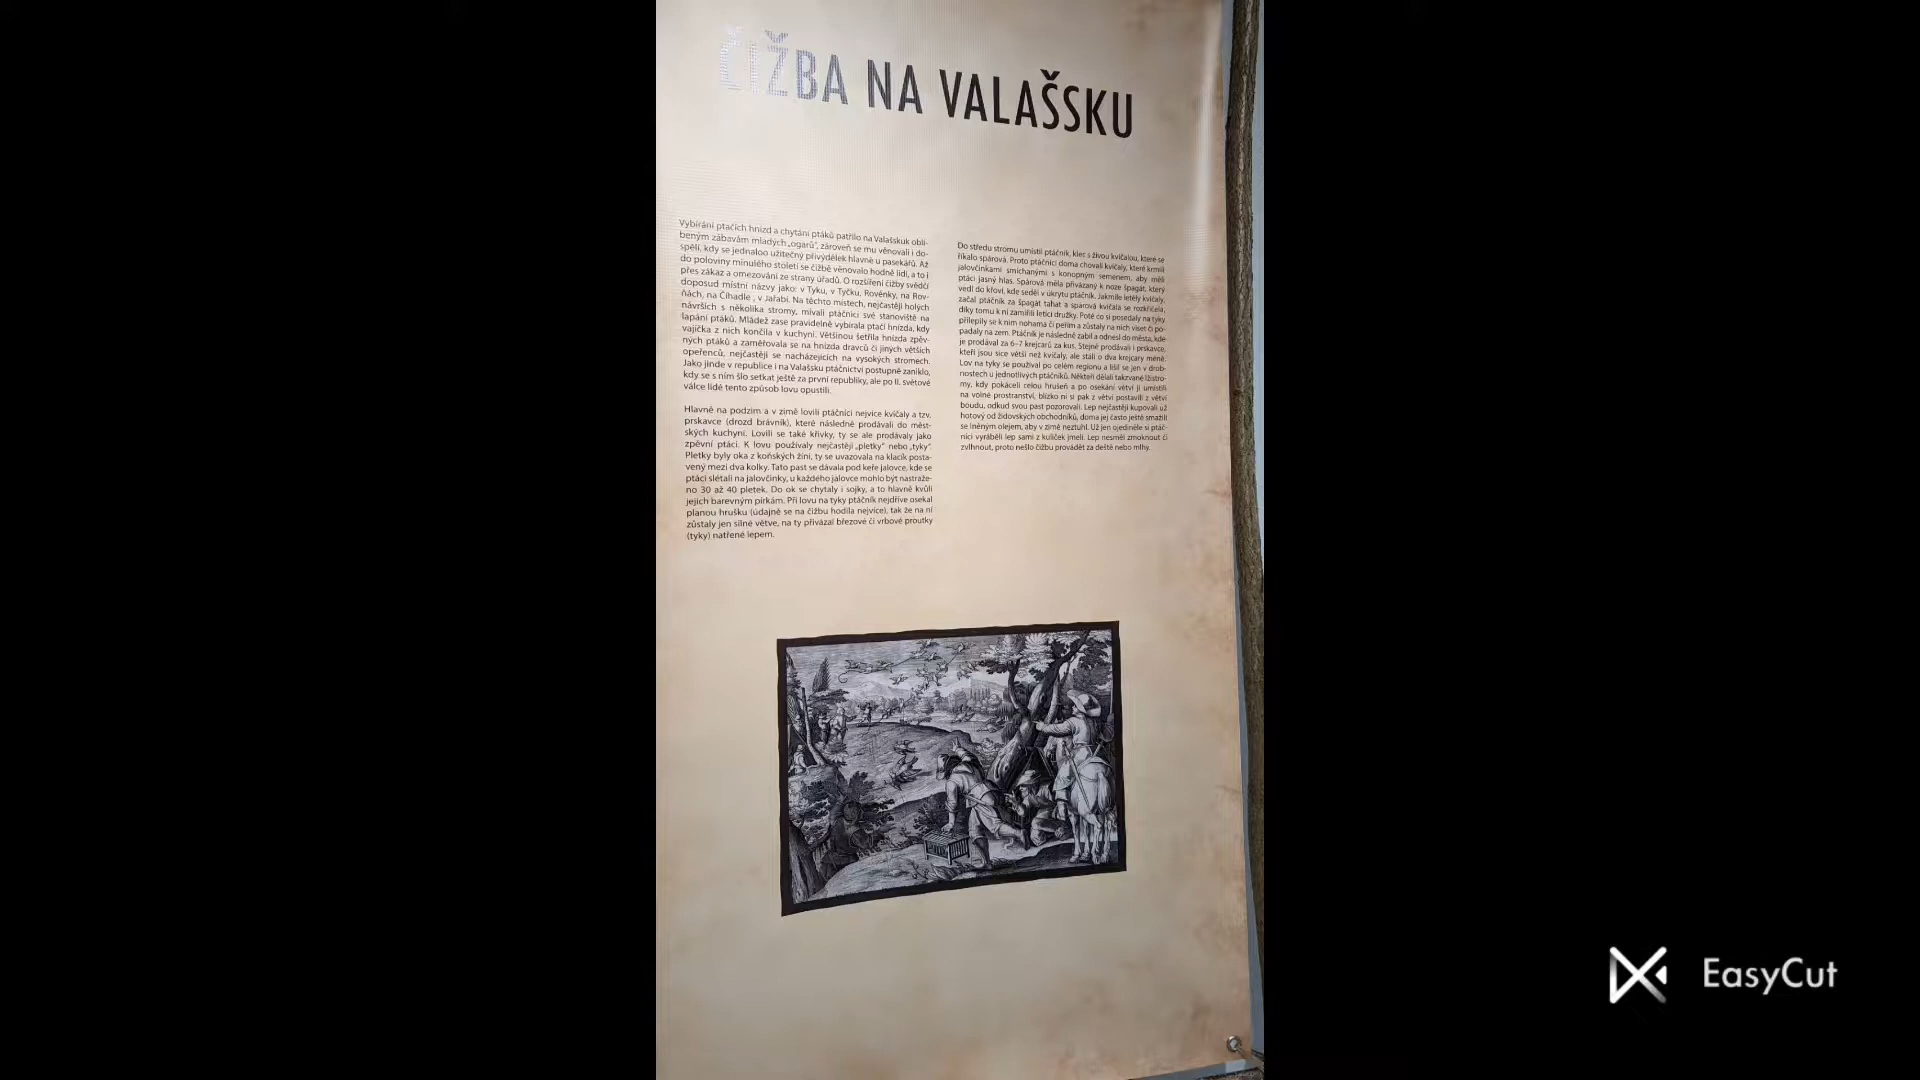 ČIŽBA NA VALAŠSKU
Vybírání ptačích hnízd a chytání ptáků patřilo na Valašskuk oblí-
beným zábavám mladých „ogarů“, zároveň se mu věnovali i do-
spělí, kdy se jednaloo užitečný přivýdělek hlavně u pasekářů. Až
do poloviny minulého století se čižbě věnovalo hodně lidí, a to i
přes zákaz a omezování ze strany úřadů. O rozšíření čižby svědčí
doposud místní názvy jako: v Tyku, v Tyčku, Rovénky, na Rov-
ňách, na Čihadle , v Jařabí. Na těchto místech, nejčastěji holých
návrších s několika stromy, mívali ptáčníci své stanoviště na
lapání ptáků. Mládež zase pravidelně vybírala ptačí hnízda, kdy
vajíčka z nich končila v kuchyni. Většinou šetřila hnízda zpěv-
ných ptáků a zaměřovala se na hnízda dravců či jiných větších
opeřenců, nejčastěji se nacházejících na vysokých stromech.
Jako jinde v republice i na Valašsku ptáčnictví postupně zaniklo,
kdy se s ním šlo setkat ještě za první republiky, ale po II. světové
válce lidé tento způsob lovu opustili.
Hlavně na podzim a v zimě lovili ptáčníci nejvíce kvíčaly a tzv.
prskavce (drozd brávník), které následně prodávali do měst-
ských kuchyní. Lovili se také křivky, ty se ale prodávaly jako
zpěvní ptáci. K lovu používaly nejčastěji „pletky“ nebo „tyky“.
Pletky byly oka z koňských žíní, ty se uvazovala na klacík posta-
vený mezi dva kolky. Tato past se dávala pod keře jalovce, kde se
ptáci slétali na jalovčinky, u každého jalovce mohlo být nastraže-
no 30 až 40 pletek. Do ok se chytaly i sojky, a to hlavně kvůli
jejich barevným pírkám. Při lovu na tyky ptáčník nejdříve osekal
planou hrušku (údajně se na čižbu hodila nejvíce), tak že na ní
zůstaly jen silné větve, na ty přivázal březové či vrbové proutky
(tyky) natřené lepem.
Do středu stromu umístil ptáčník, klec s živou kvíčalou, které se
říkalo spárová. Proto ptáčníci doma chovali kvíčaly, které krmili
jalovčinkami smíchanými s konopným semenem, aby měli
ptáci jasný hlas. Spárová měla přivázaný k noze špagát, který
vedl do křoví, kde seděl v úkrytu ptáčník. Jakmile letěly kvíčaly,
začal ptáčník za špagát tahat a spárová kvíčala se rozkřičela,
díky tomu k ní zamířili letící družky. Poté co si posedaly na tyky
přilepily se k nim nohama či peřím a zůstaly na nich viset či po-
padaly na zem. Ptáčník je následně zabil a odnesl do města, kde
je prodával za 6–7 krejcarů za kus. Stejně prodávali i prskavce,
kteří jsou sice větší než kvíčaly, ale stáli o dva krejcary méně.
Lov na tyky se používal po celém regionu a lišil se jen v drob-
nostech u jednotlivých ptáčníků. Někteří dělali takzvané lžistro-
my, kdy pokáceli celou hrušeň a po osekání větví ji umístili
na volné prostranství, blízko ní si pak z větví postavili z větví
boudu, odkud svou past pozorovali. Lep nejčastěji kupovali už
hotový od židovských obchodníků, doma jej často ještě smažili
se lněným olejem, aby v zimě neztuhl. Už jen ojediněle si ptáč-
níci vyráběli lep sami z kuliček jmelí. Lep nesměl zmoknout či
zvlhnout, proto nešlo čižbu provádět za deště nebo mlhy.
EasyCut